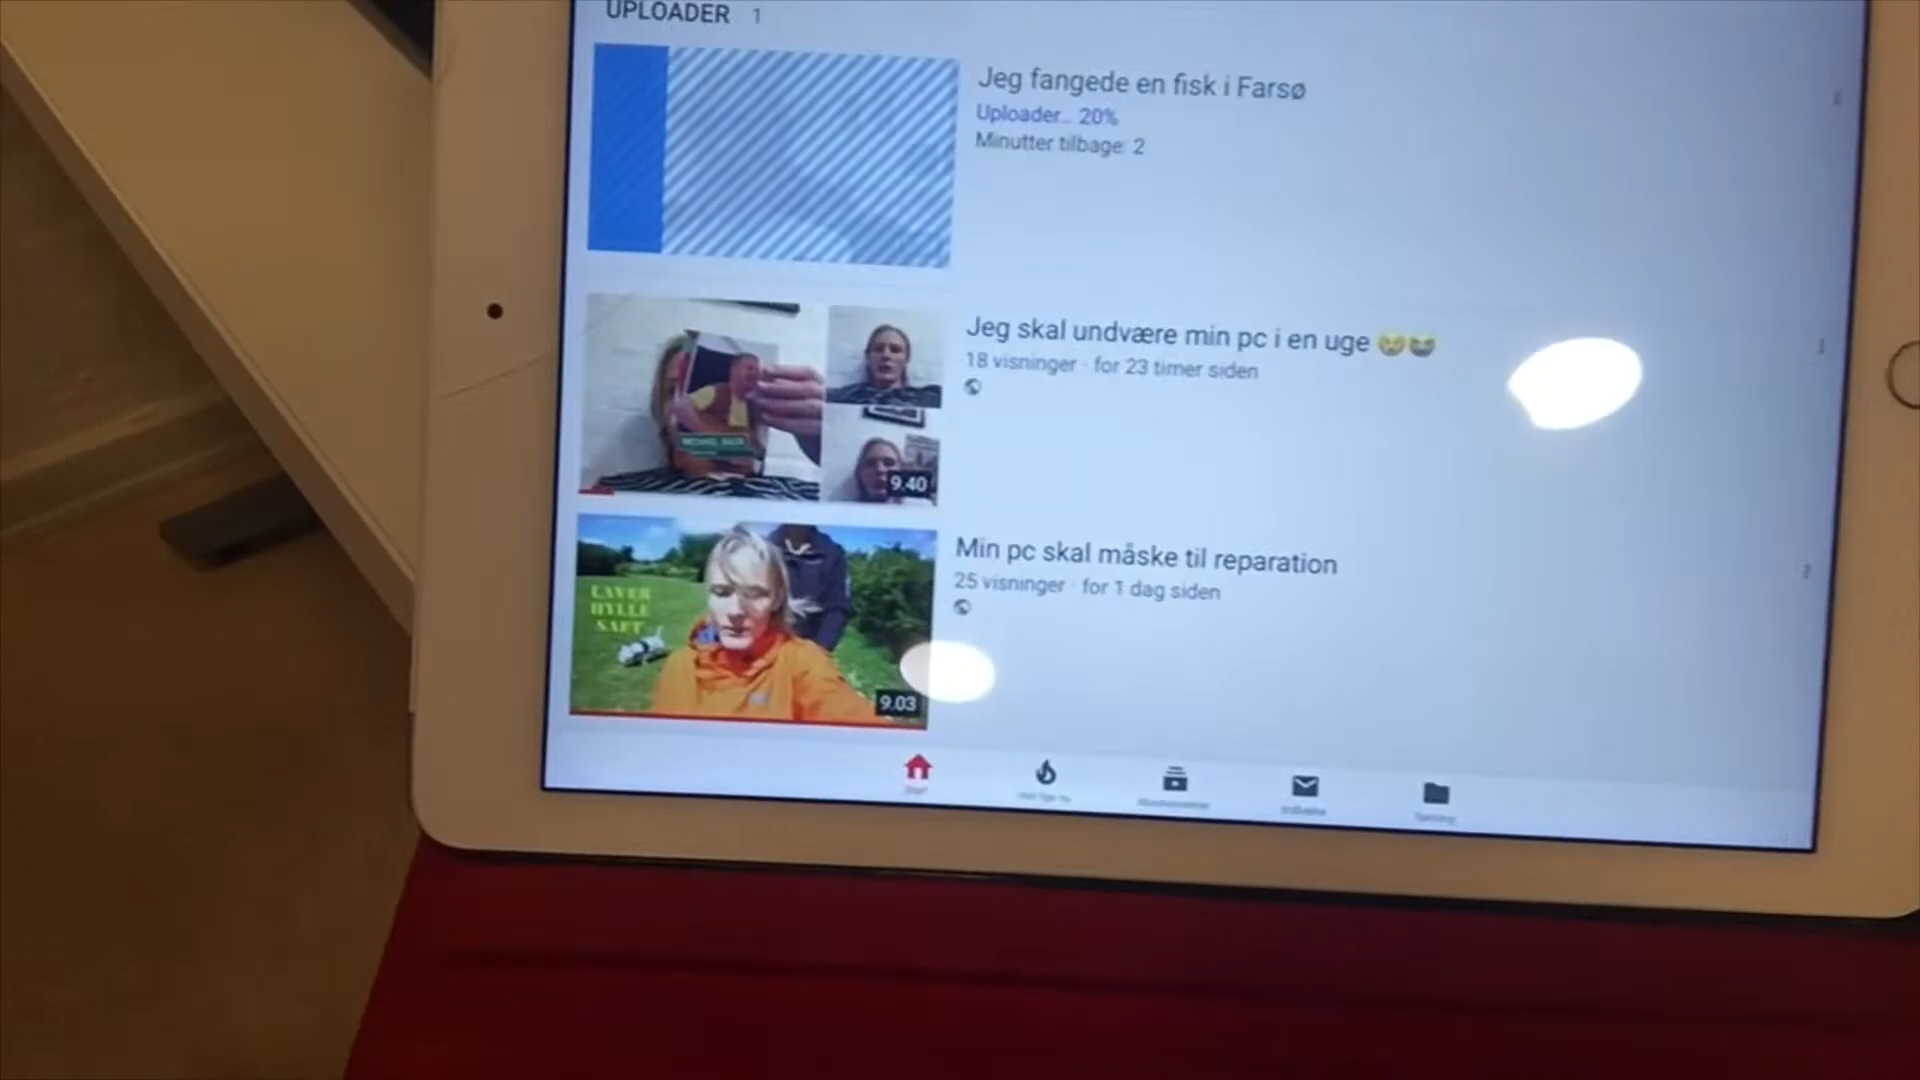 UPLOADER 1
Jeg fangede en fisk i Farsø
Uploader... 20%
Minutter tilbage: 2
Jeg skal undvære min pc i en uge 😢😭
18 visninger · for 23 timer siden
9.40
Min pc skal måske til reparation
25 visninger · for 1 dag siden
LAVER
HYLLE
SAFT
9.03
Start